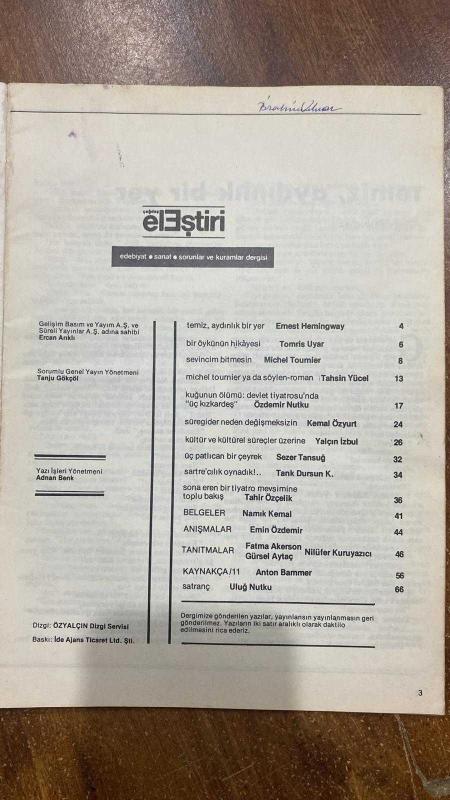 çağdaş
elEştiri
edebiyat • sanat • sorunlar ve kuramlar dergisi
Gelişim Basım ve Yayım A.Ş. ve
Süreli Yayınlar A.Ş. adına sahibi
Ercan Arıklı
Sorumlu Genel Yayın Yönetmeni
Tanju Gökçöl
Yazı İşleri Yönetmeni
Adnan Benk
Dizgi: ÖZYALÇIN Dizgi Servisi
Baskı: İde Ajans Ticaret Ltd. Şti.
temiz, aydınlık bir yer Ernest Hemingway 4
bir öykünün hikâyesi Tomris Uyar 6
sevincim bitmesin Michel Tournier 8
michel tournier ya da söylen-roman Tahsin Yücel 13
kuğunun ölümü: devlet tiyatrosu'nda
"üç kızkardeş" Özdemir Nutku 17
süregider neden değişmeksizin Kemal Özyurt 24
kültür ve kültürel süreçler üzerine Yalçın İzbul 26
üç patlıcan bir çeyrek Sezer Tansuğ 32
sartre'cılık oynadık!.. Tarık Dursun K. 34
sona eren bir tiyatro mevsimine
toplu bakış Tahir Özçelik 36
BELGELER Namık Kemal 41
ANIŞMALAR Emin Özdemir 44
TANITMALAR Fatma Akerson Nilüfer Kuruyazıcı 46
Gürsel Aytaç
KAYNAKÇA/11 Anton Bammer 56
satranç Uluğ Nutku 66
Dergimize gönderilen yazılar, yayınlansın yayınlanmasın geri
gönderilmez. Yazıların iki satır aralıklı olarak daktilo
edilmesini rica ederiz.
3